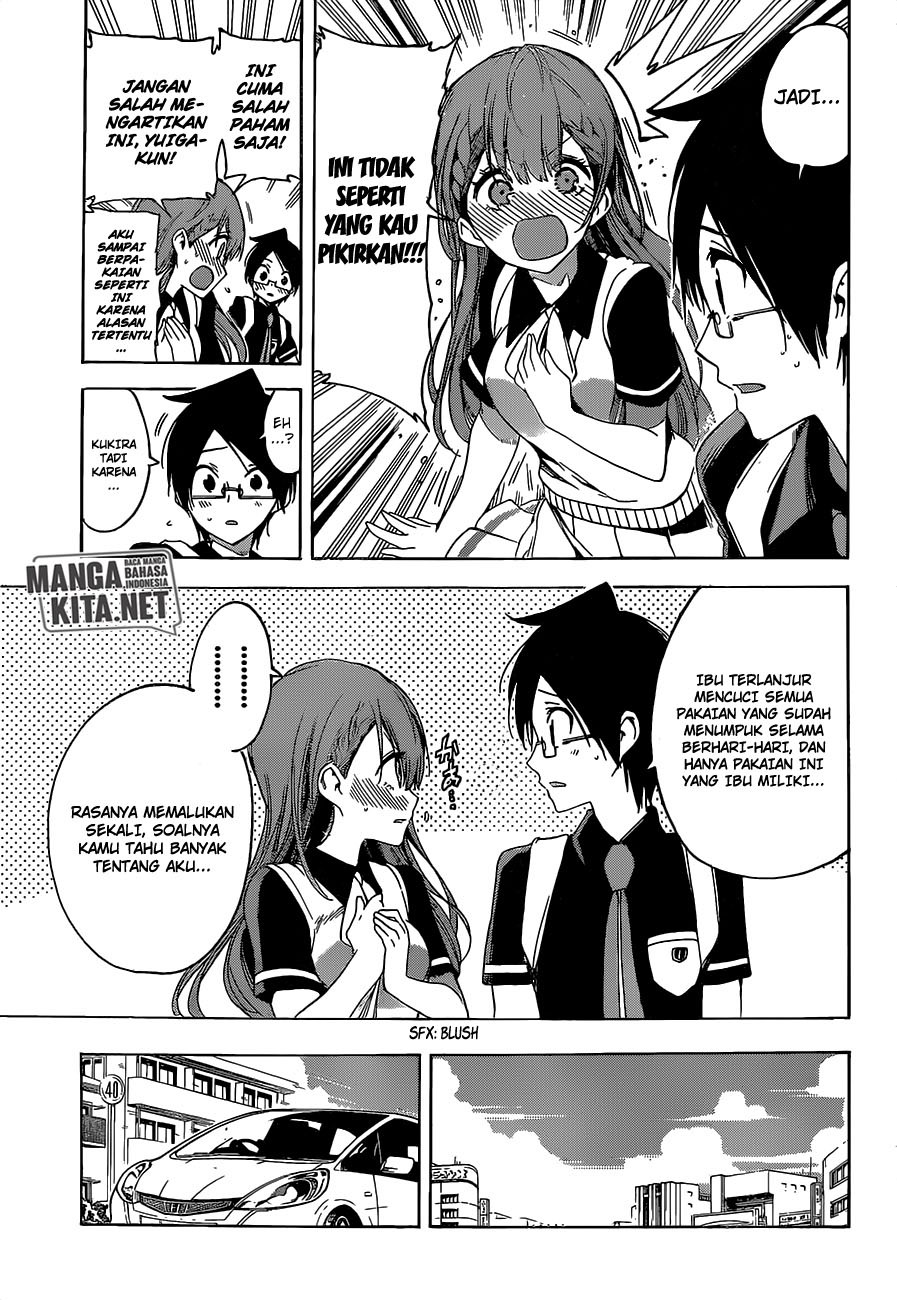 JADI...
INI TIDAK
SEPERTI
YANG KAU
PIKIRKAN!!!
INI
CUMA
SALAH
PAHAM
SAJA!
JANGAN
SALAH ME-
NGARTIKAN
INI, YUIGA-
KUN!
AKU
SAMPAI
BERPA-
KAIAN
SEPERTI
INI
KARENA
ALASAN
TERTENTU
...
EH
...?
KUKIRA
TADI
KARENA
...
MANGA
KITA.NET
BACA MANGA
BAHASA
INDONESIA
IBU TERLANJUR
MENCUCI SEMUA
PAKAIAN YANG SUDAH
MENUMPUK SELAMA
BERHARI-HARI, DAN
HANYA PAKAIAN INI
YANG IBU MILIKI...
RASANYA MEMALUKAN
SEKALI, SOALNYA
KAMU TAHU BANYAK
TENTANG AKU...
SFX: BLUSH
40